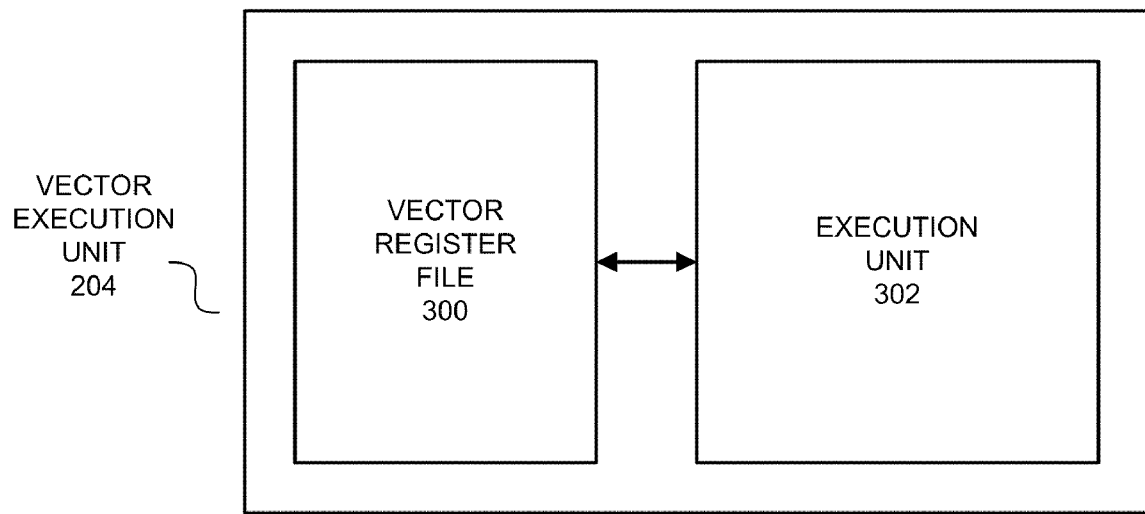 VECTOR
EXECUTION
UNIT
204
VECTOR
REGISTER
FILE
300
EXECUTION
UNIT
302